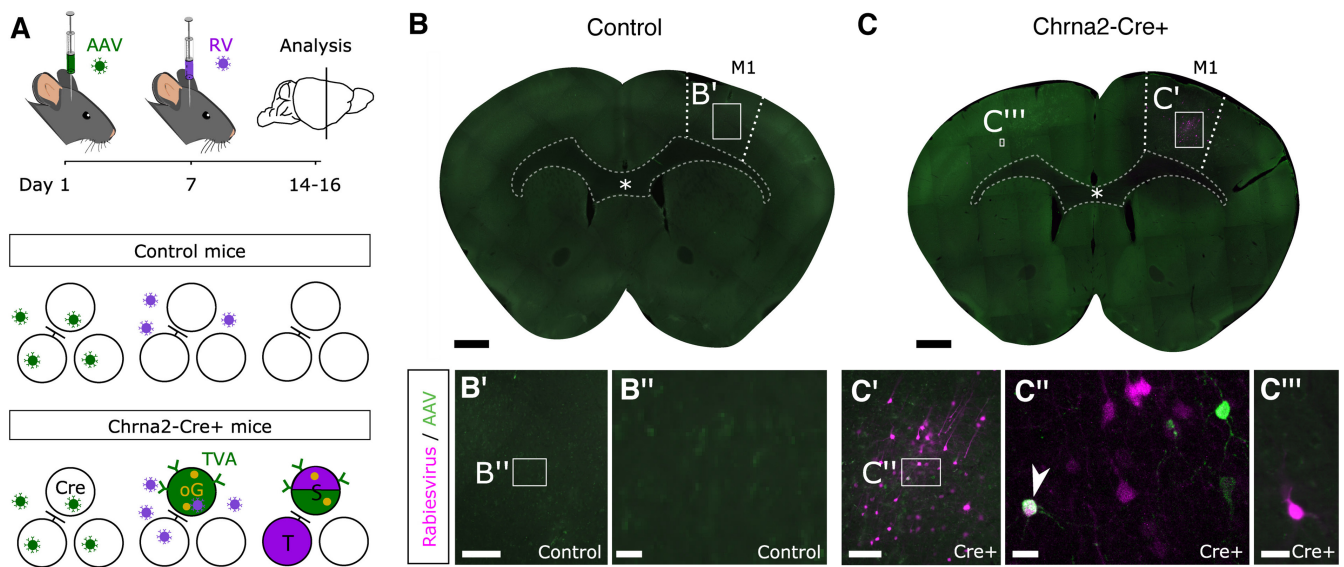 A
AAV
RV
Analysis
Day 1
7
14-16
Control mice
Chrna2-Cre+ mice
Cre
TVA
oG
S
T
B
Control
M1
B'
*
C
Chrna2-Cre+
M1
C'
C'''
*
Rabiesvirus / AAV
B'
B''
Control
B''
Control
C'
C''
Cre+
C''
Cre+
C'''
Cre+